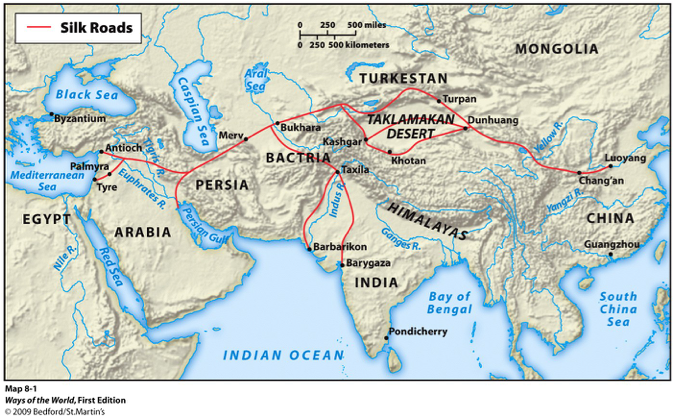 Silk Roads
0 250 500 miles
0 250 500 kilometers
MONGOLIA
TURKESTAN
Aral
Sea
Caspian Sea
Black Sea
Byzantium
Turpan
TAKLAMAKAN
DESERT
Dunhuang
Bukhara
Merv
Kashgar
Khotan
Yellow R.
Luoyang
Chang'an
Antioch
Tigris R.
BACTRIA
Taxila
Palmyra
Mediterranean
Sea
Tyre
Euphrates R.
PERSIA
Indus R.
HIMALAYAS
Yangzi R.
CHINA
EGYPT
ARABIA
Persian Gulf
Ganges R.
Guangzhou
Barbarikon
Nile R.
Red Sea
Barygaza
INDIA
Bay of
Bengal
South
China
Sea
Pondicherry
INDIAN OCEAN
Map 8-1
Ways of the World, First Edition
© 2009 Bedford/St.Martin's